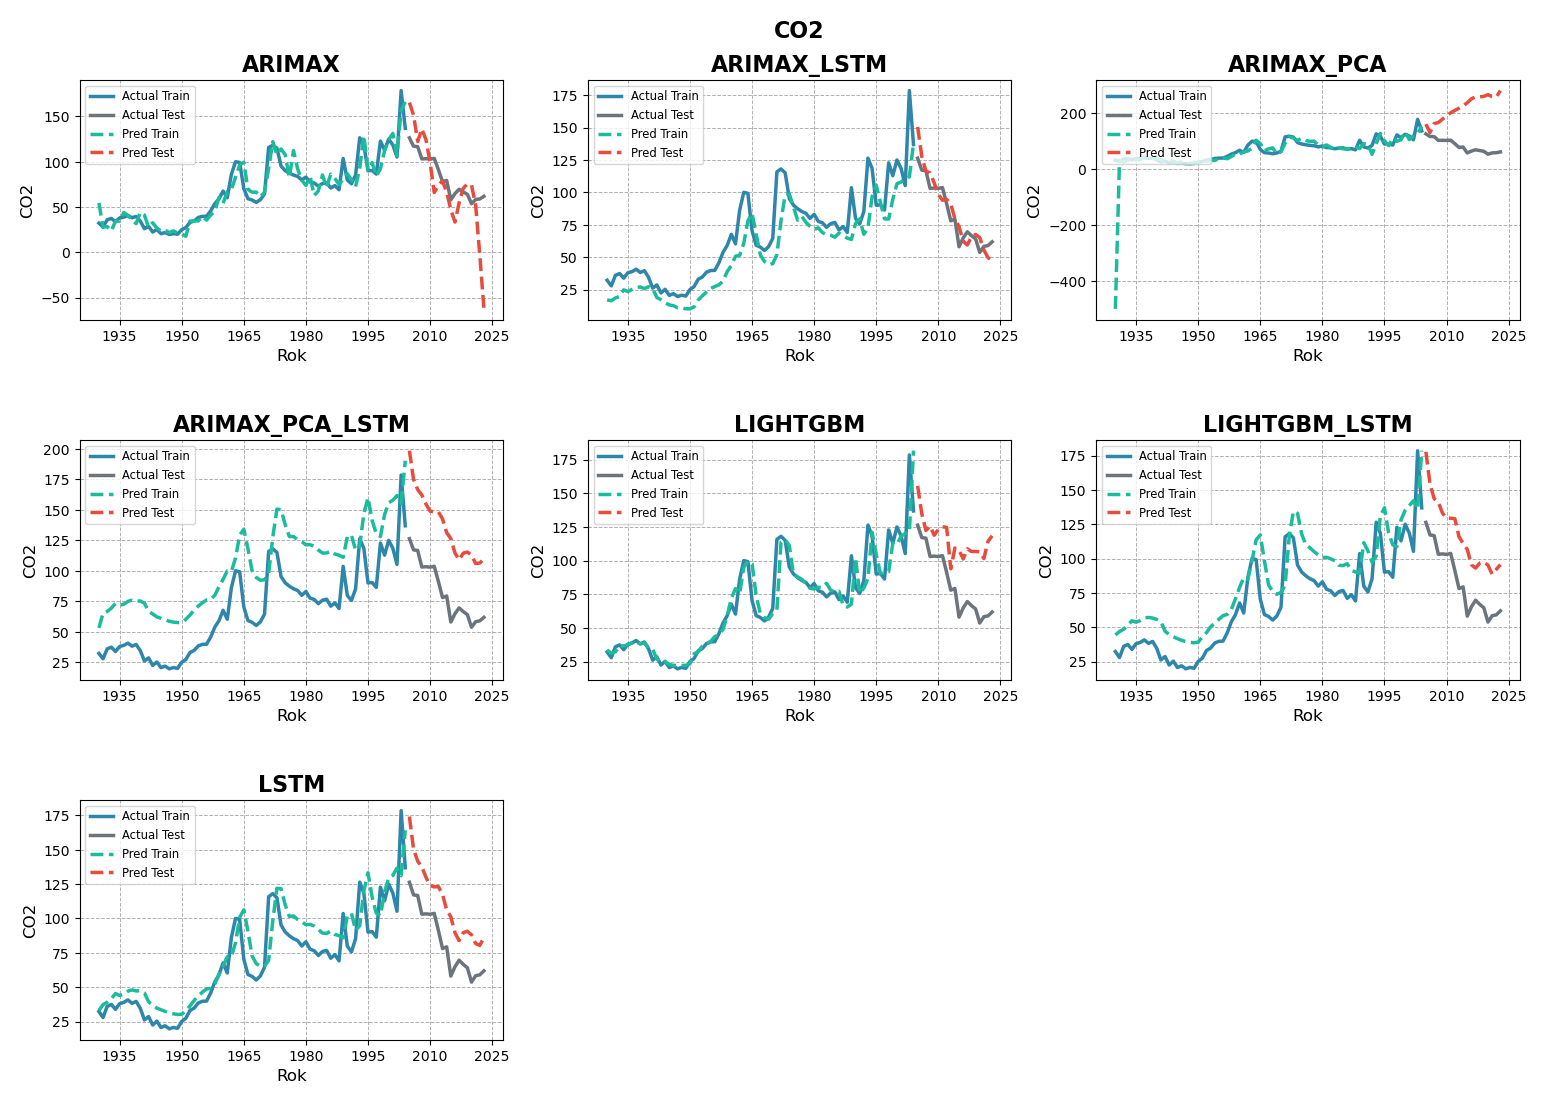 CO2
ARIMAX
ARIMAX_LSTM
ARIMAX_PCA
Actual Train
Actual Test
Pred Train
Pred Test
150
100
50
0
−50
CO2
1935 1950 1965 1980 1995 2010 2025
Rok
Actual Train
Actual Test
Pred Train
Pred Test
175
150
125
100
75
50
25
CO2
1935 1950 1965 1980 1995 2010 2025
Rok
Actual Train
Actual Test
Pred Train
Pred Test
200
0
−200
−400
CO2
1935 1950 1965 1980 1995 2010 2025
Rok
ARIMAX_PCA_LSTM
LIGHTGBM
LIGHTGBM_LSTM
Actual Train
Actual Test
Pred Train
Pred Test
200
175
150
125
100
75
50
25
CO2
1935 1950 1965 1980 1995 2010 2025
Rok
Actual Train
Actual Test
Pred Train
Pred Test
175
150
125
100
75
50
25
CO2
1935 1950 1965 1980 1995 2010 2025
Rok
Actual Train
Actual Test
Pred Train
Pred Test
175
150
125
100
75
50
25
CO2
1935 1950 1965 1980 1995 2010 2025
Rok
LSTM
Actual Train
Actual Test
Pred Train
Pred Test
175
150
125
100
75
50
25
CO2
1935 1950 1965 1980 1995 2010 2025
Rok